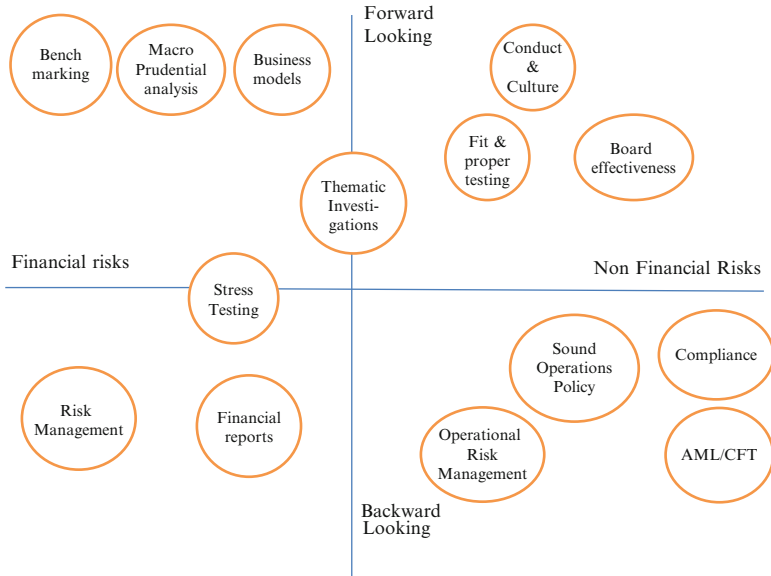 Forward
Looking
Bench
marking
Macro
Prudential
analysis
Business
models
Conduct
&
Culture
Fit &
proper
testing
Board
effectiveness
Thematic
Investi-
gations
Financial risks
Non Financial Risks
Stress
Testing
Sound
Operations
Policy
Compliance
Risk
Management
Financial
reports
Operational
Risk
Management
AML/CFT
Backward
Looking